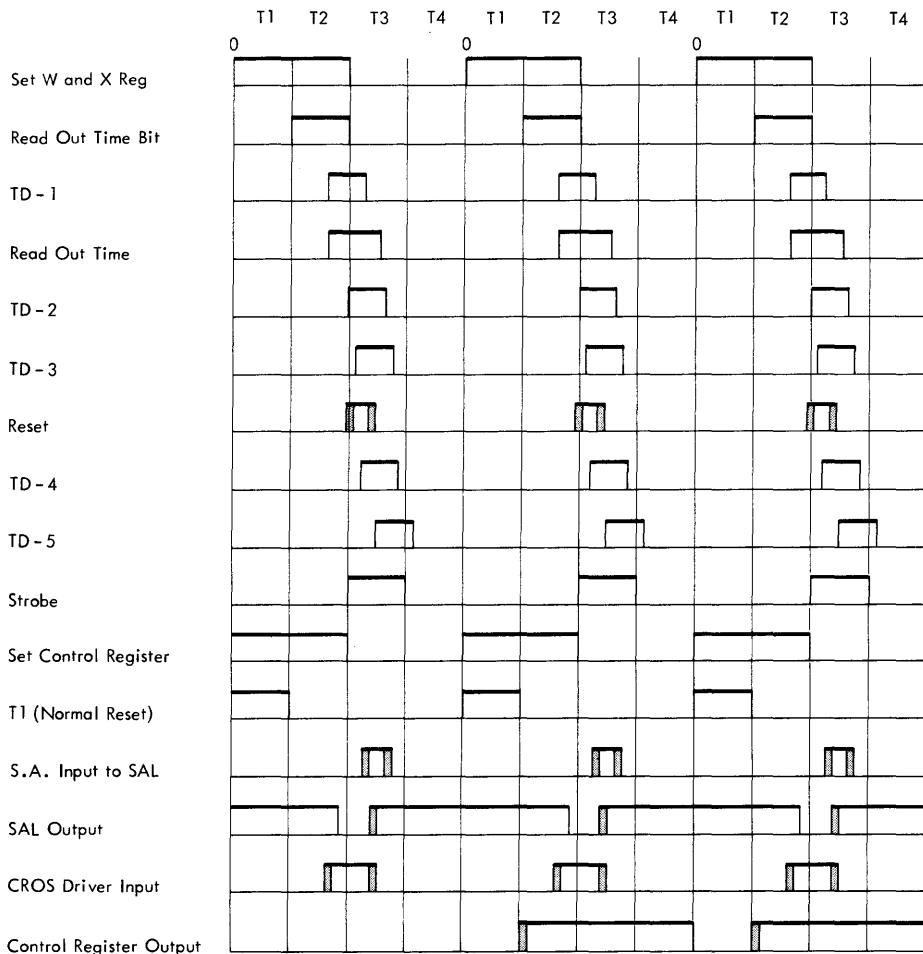 T1 T2 T3 T4 T1 T2 T3 T4 T1 T2 T3 T4
0 0 0
Set W and X Reg
Read Out Time Bit
TD-1
Read Out Time
TD-2
TD-3
Reset
TD-4
TD-5
Strobe
Set Control Register
T1 (Normal Reset)
S.A. Input to SAL
SAL Output
CROS Driver Input
Control Register Output